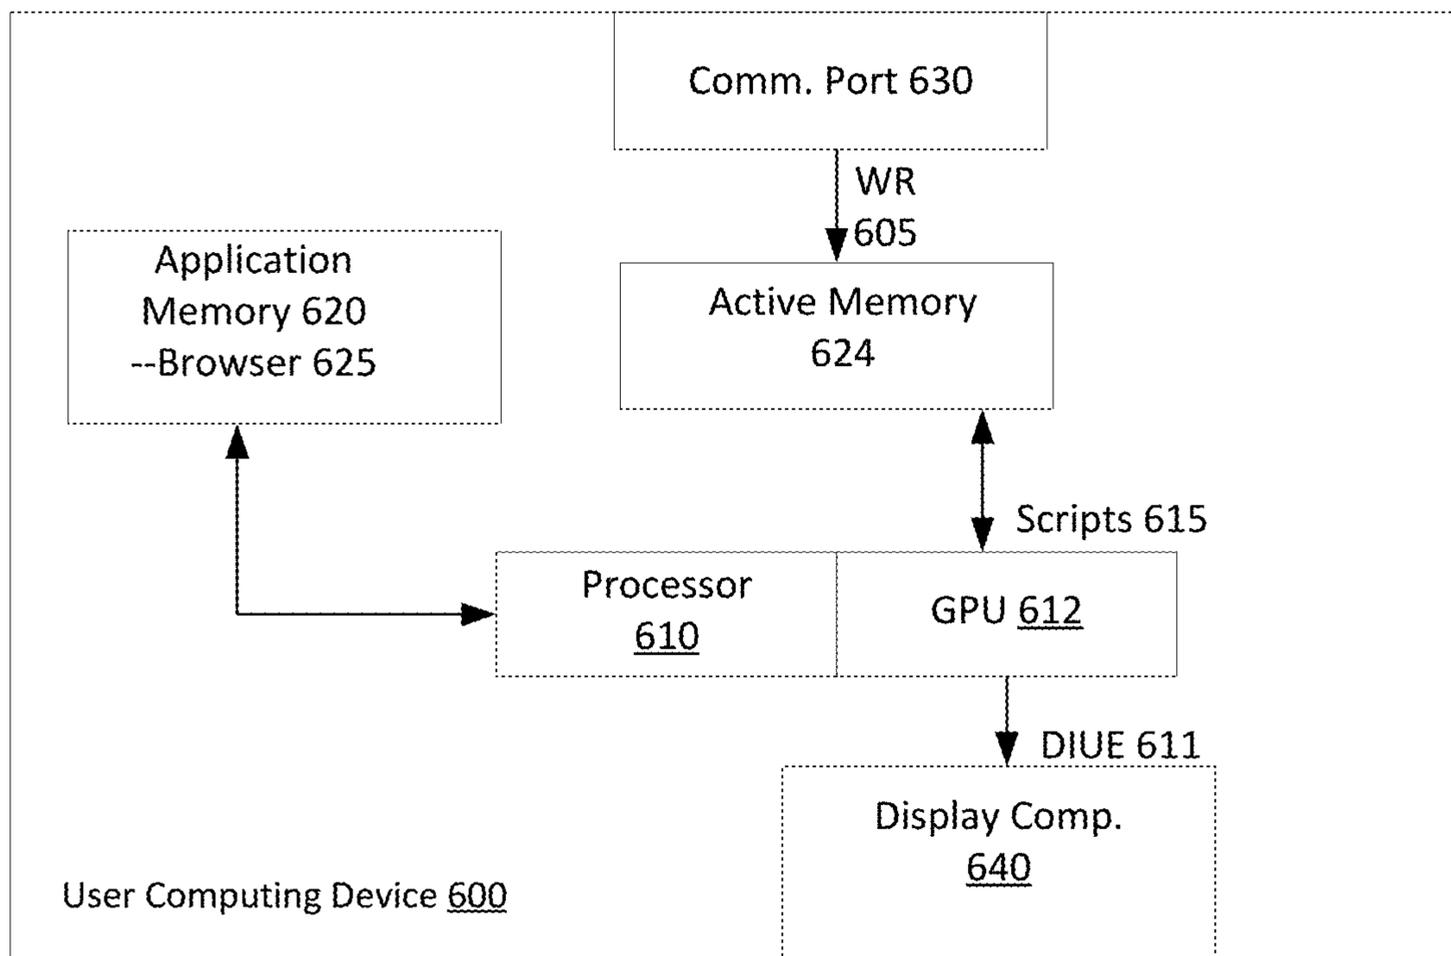 Comm. Port 630
WR
605
Application
Memory 620
--Browser 625
Active Memory
624
Scripts 615
Processor
610
GPU 612
DIUE 611
Display Comp.
640
User Computing Device 600